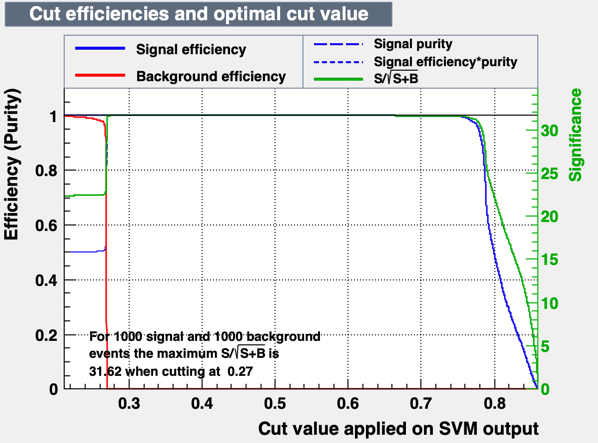 Cut efficiencies and optimal cut value
Signal efficiency
Background efficiency
Signal purity
Signal efficiency*purity
S/√S+B
Efficiency (Purity)
1
0.8
0.6
0.4
0.2
0
Significance
30
25
20
15
10
5
0
For 1000 signal and 1000 background
events the maximum S/√S+B is
31.62 when cutting at 0.27
0.3 0.4 0.5 0.6 0.7 0.8
Cut value applied on SVM output